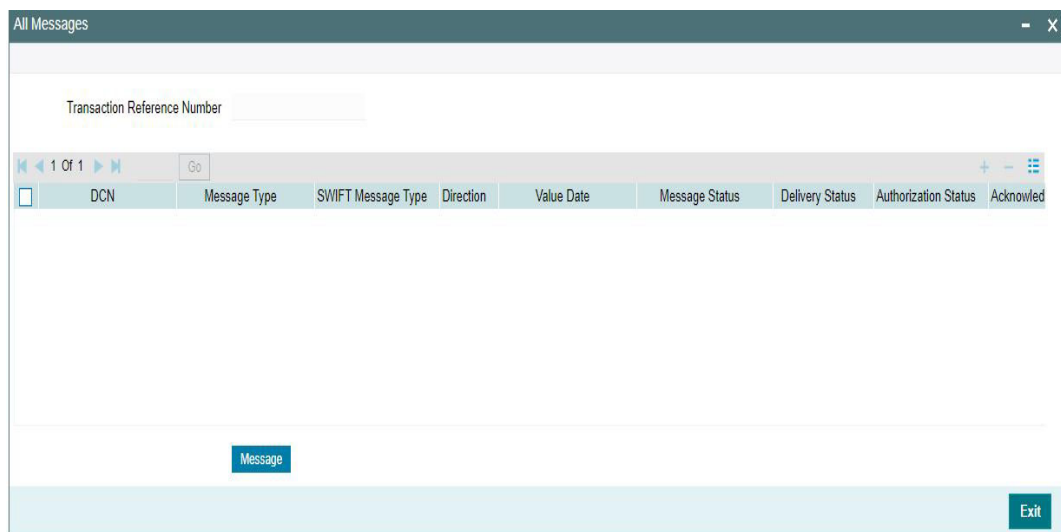 All Messages
Transaction Reference Number
1 Of 1 Go
DCN Message Type SWIFT Message Type Direction Value Date Message Status Delivery Status Authorization Status Acknowled
Message
Exit